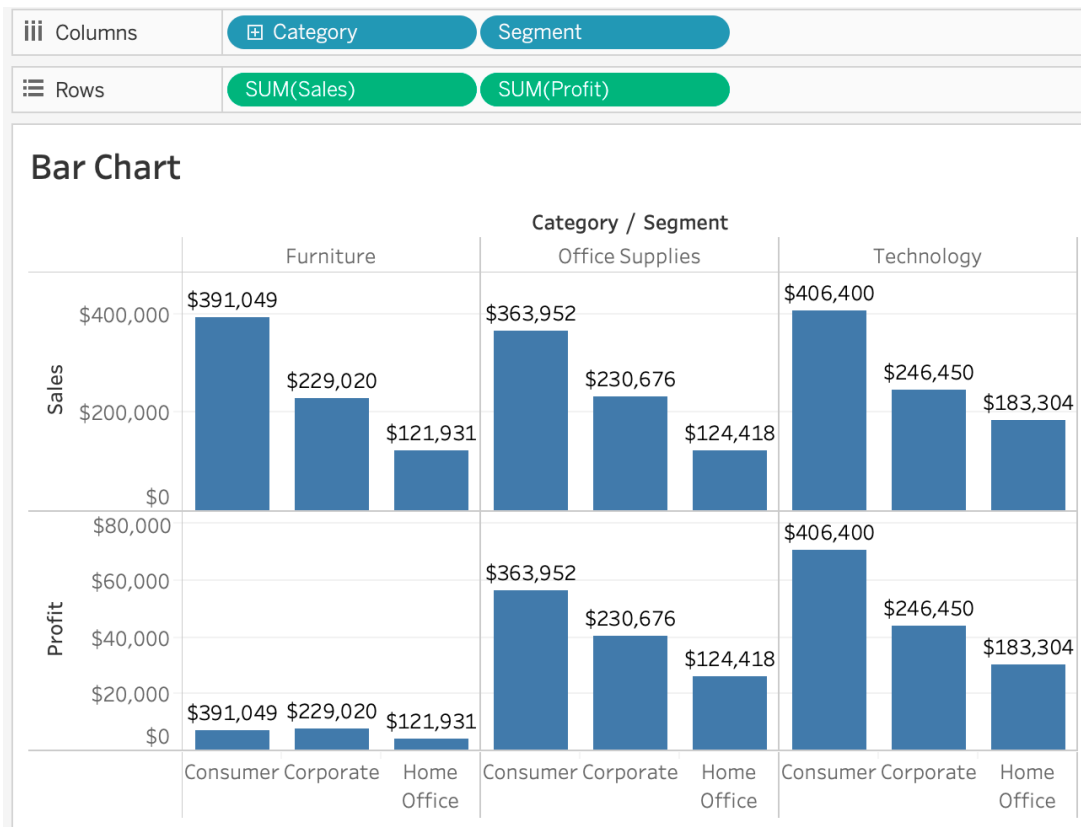 Columns Category Segment
Rows SUM(Sales) SUM(Profit)
Bar Chart
Category / Segment
Furniture Office Supplies Technology
Sales
$400,000
$200,000
$0
$391,049 $229,020 $121,931
$363,952 $230,676 $124,418
$406,400 $246,450 $183,304
Profit
$80,000
$60,000
$40,000
$20,000
$0
$391,049 $229,020 $121,931
$363,952 $230,676 $124,418
$406,400 $246,450 $183,304
Consumer Corporate Home Consumer Corporate Home Consumer Corporate Home
Office Office Office